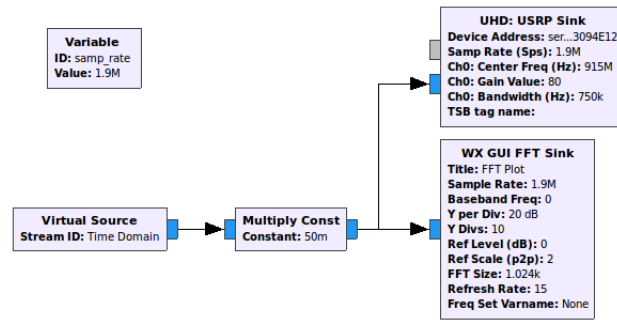 Variable
ID: samp_rate
Value: 1.9M
UHD: USRP Sink
Device Address: ser...3094E12
Samp Rate (Sps): 1.9M
Ch0: Center Freq (Hz): 915M
Ch0: Gain Value: 80
Ch0: Bandwidth (Hz): 750k
TSB tag name:
Virtual Source
Stream ID: Time Domain
Multiply Const
Constant: 50m
WX GUI FFT Sink
Title: FFT Plot
Sample Rate: 1.9M
Baseband Freq: 0
Y per Div: 20 dB
Y Divs: 10
Ref Level (dB): 0
Ref Scale (p2p): 2
FFT Size: 1.024k
Refresh Rate: 15
Freq Set Varname: None